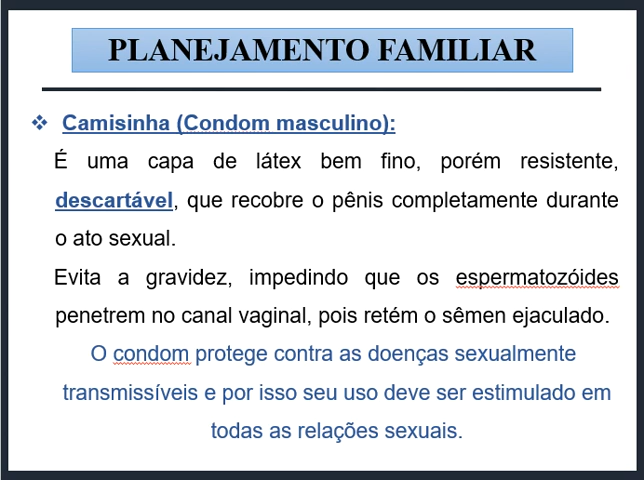 PLANEJAMENTO FAMILIAR
❖ Camisinha (Condom masculino):
É uma capa de látex bem fino, porém resistente,
descartável, que recobre o pênis completamente durante
o ato sexual.
Evita a gravidez, impedindo que os espermatozóides
penetrem no canal vaginal, pois retém o sêmen ejaculado.
O condom protege contra as doenças sexualmente
transmissíveis e por isso seu uso deve ser estimulado em
todas as relações sexuais.